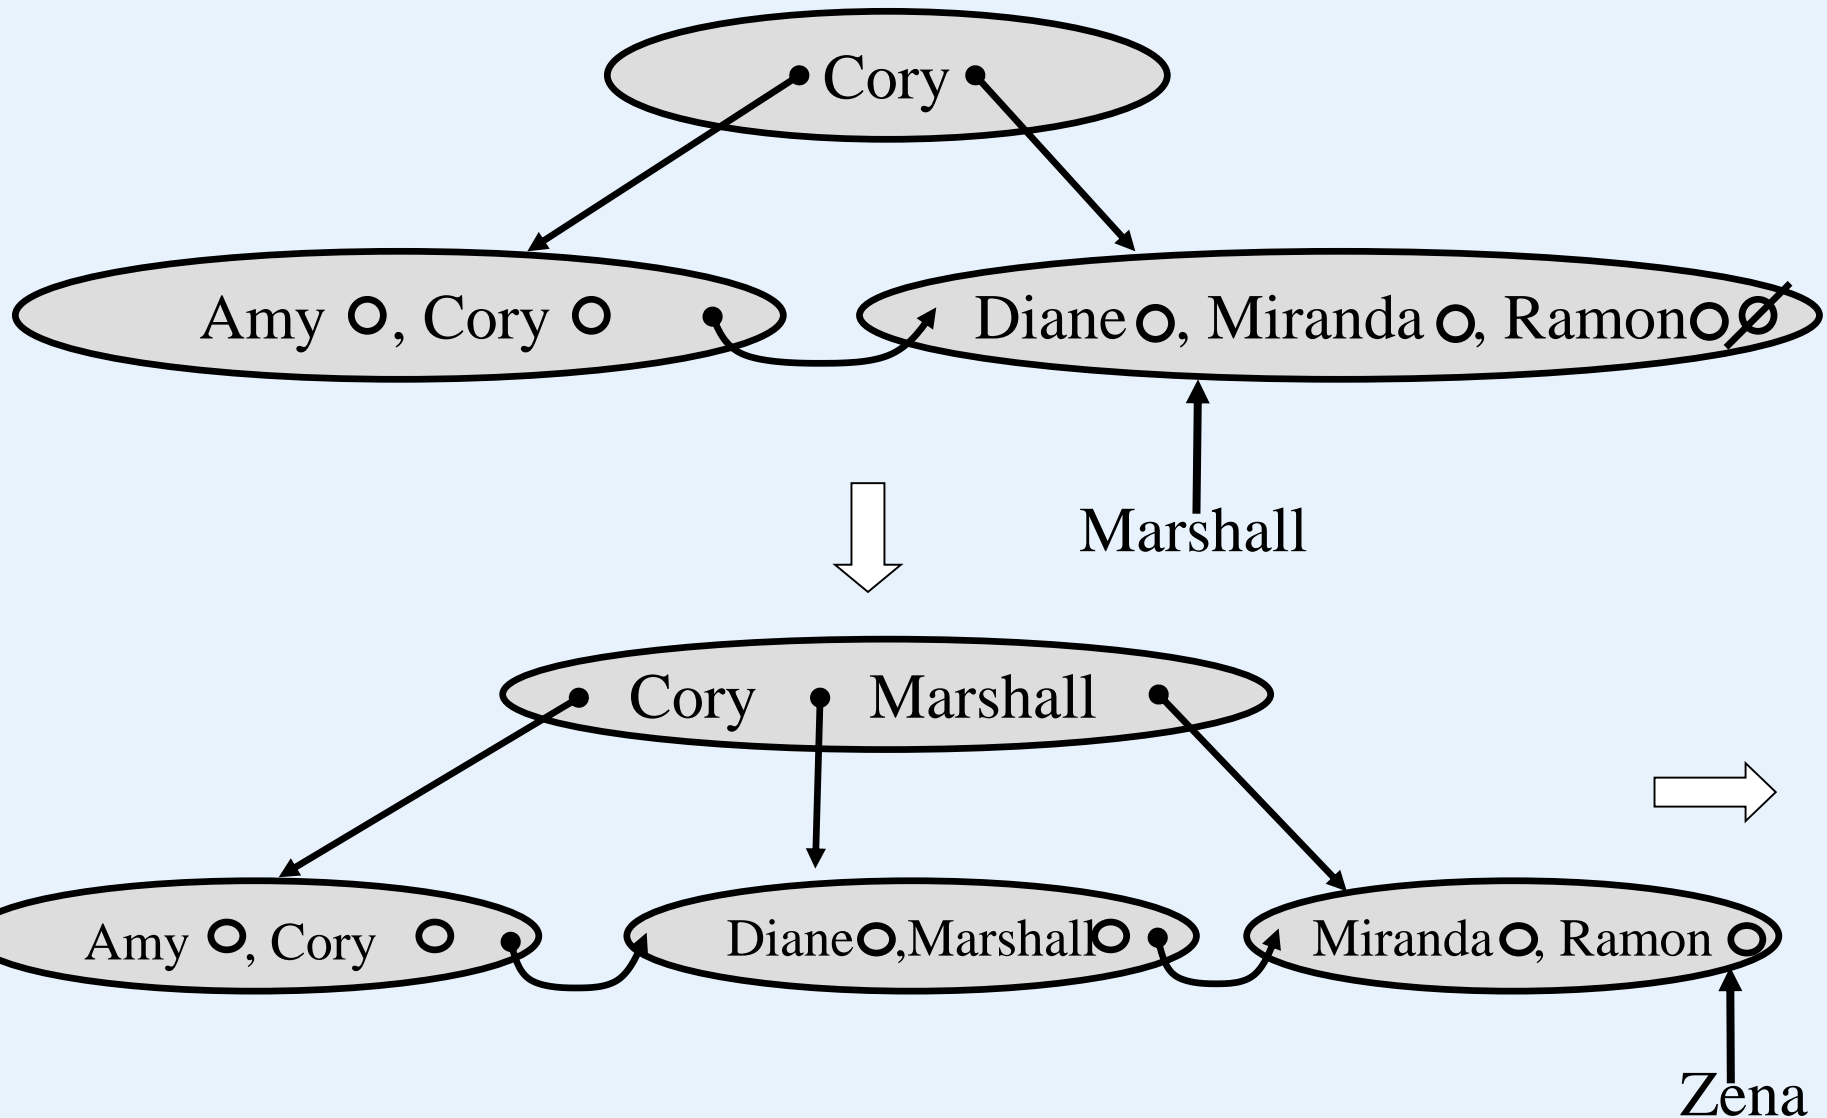 Cory
Amy , Cory
Diane , Miranda , Ramon
Marshall
Cory Marshall
Amy , Cory
Diane ,Marshall
Miranda , Ramon
Zena